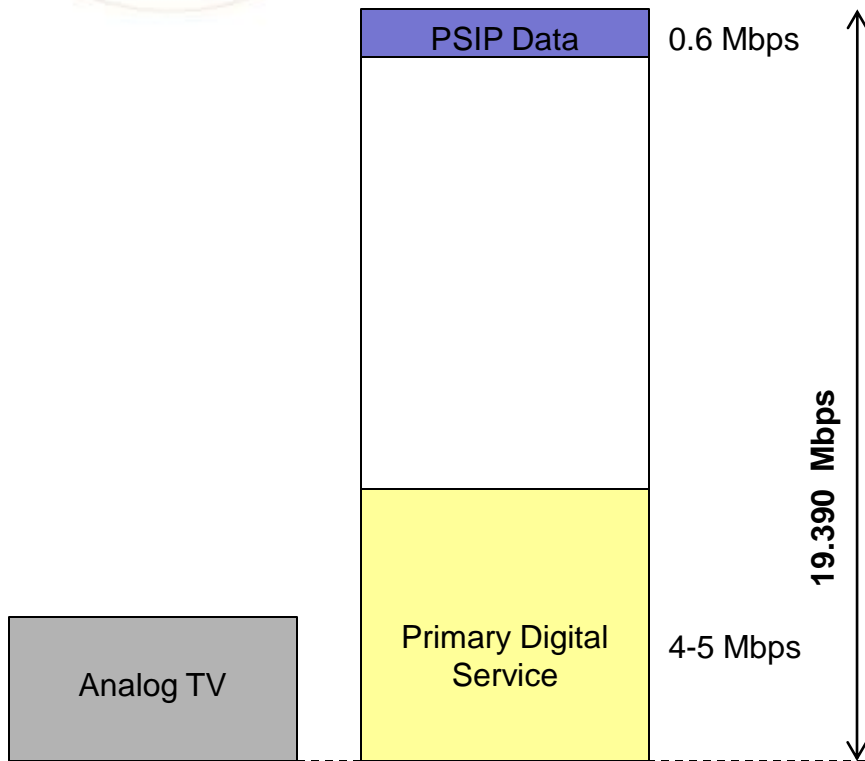 PSIP Data
0.6 Mbps
19.390 Mbps
Primary Digital
Service
4-5 Mbps
Analog TV